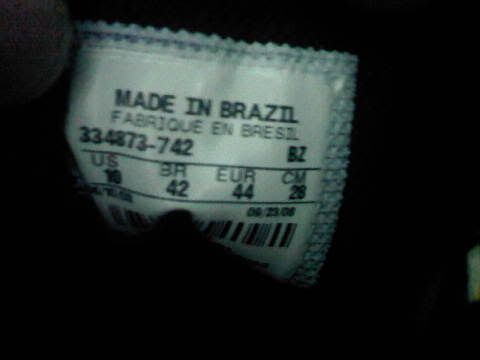 MADE IN BRAZIL
FABRIQUE EN BRESIL
334873-742 BZ
US BR EUR CM
10 42 44 28
09/23/08